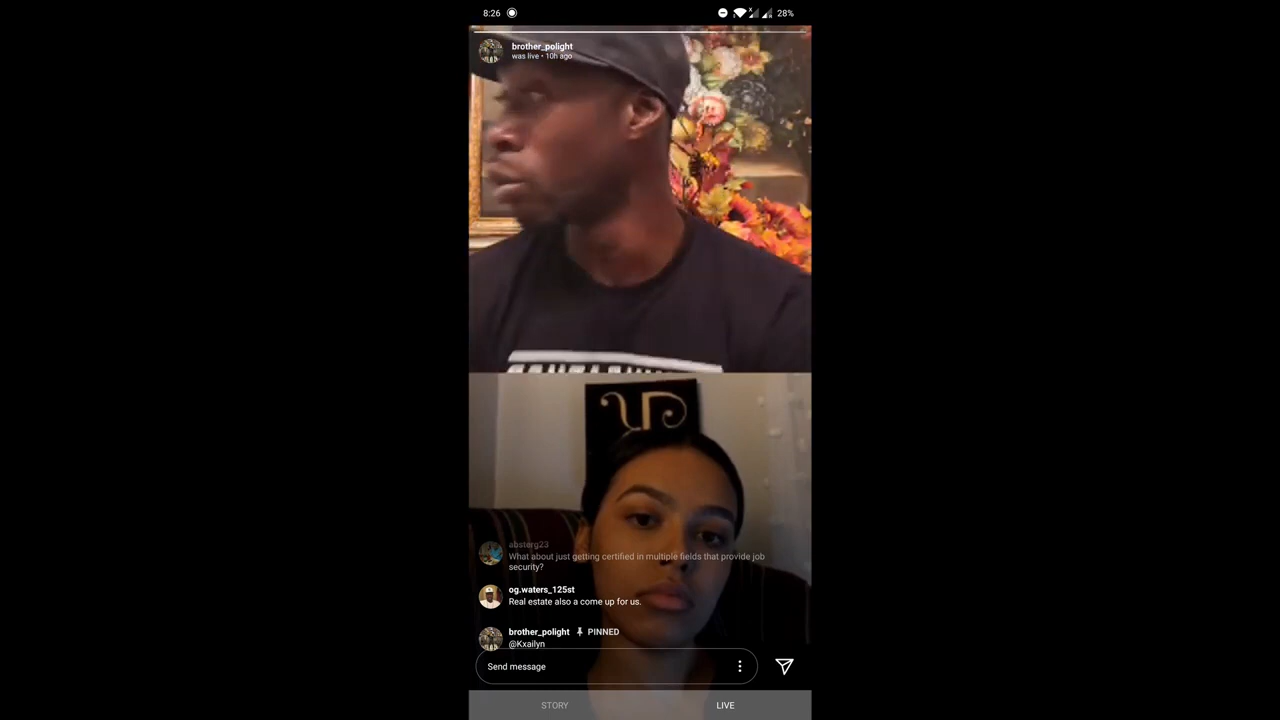 8:26
28%
brother_polight
was live • 10h ago
absterg23
What about just getting certified in multiple fields that provide job
security?
og.waters_125st
Real estate also a come up for us.
brother_polight PINNED
@Kxailyn
Send message
STORY LIVE